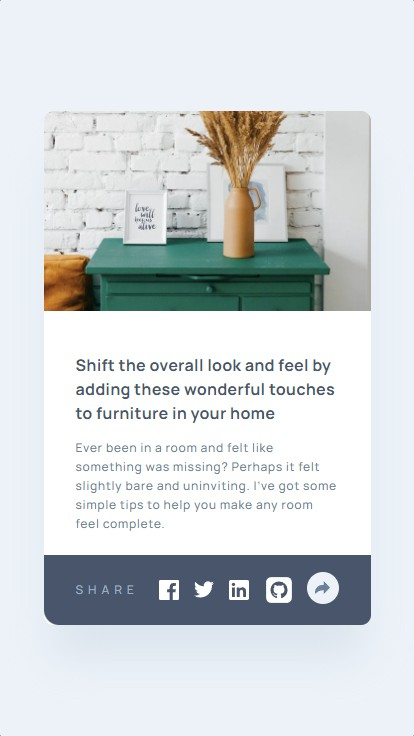 love
will
keep us
alive
Shift the overall look and feel by
adding these wonderful touches
to furniture in your home
Ever been in a room and felt like
something was missing? Perhaps it felt
slightly bare and uninviting. I've got some
simple tips to help you make any room
feel complete.
SHARE